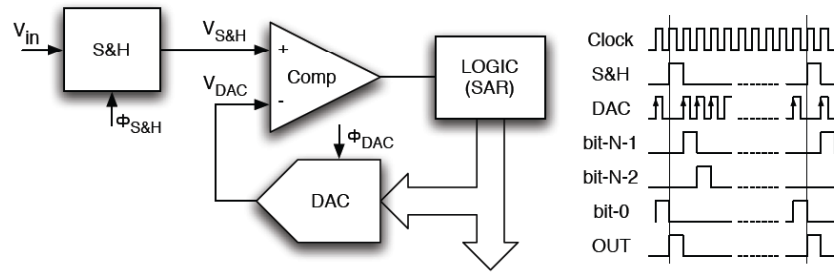 V_in
S&H
Φ_S&H
V_S&H
V_DAC
+
-
Comp
LOGIC
(SAR)
Φ_DAC
DAC
Clock
S&H
DAC
bit-N-1
bit-N-2
bit-0
OUT